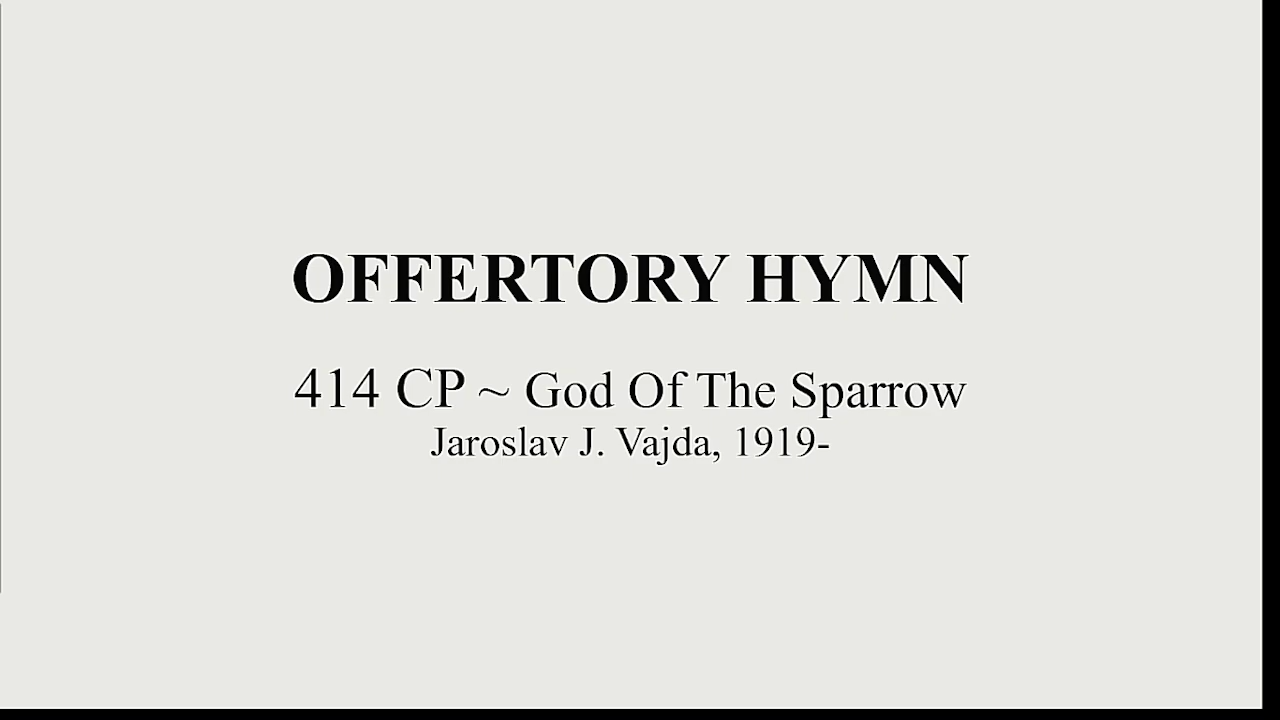 OFFERTORY HYMN
414 CP ~ God Of The Sparrow
Jaroslav J. Vajda, 1919-